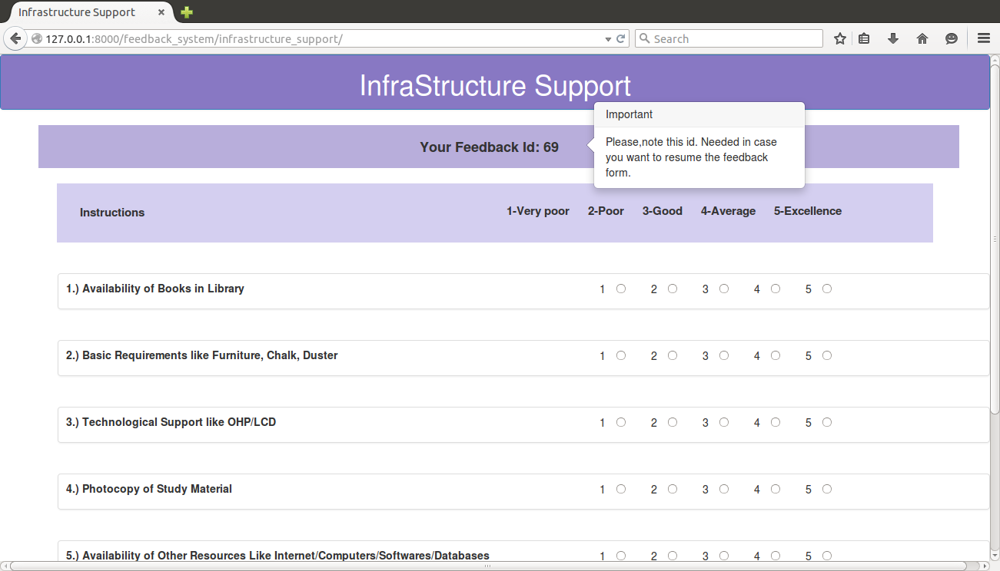 Infrastructure Support
127.0.0.1:8000/feedback_system/infrastructure_support/
Search
InfraStructure Support
Important
Your Feedback Id: 69
Please,note this id. Needed in case
you want to resume the feedback
form.
Instructions 1-Very poor 2-Poor 3-Good 4-Average 5-Excellence
1.) Availability of Books in Library 1 2 3 4 5
2.) Basic Requirements like Furniture, Chalk, Duster 1 2 3 4 5
3.) Technological Support like OHP/LCD 1 2 3 4 5
4.) Photocopy of Study Material 1 2 3 4 5
5.) Availability of Other Resources Like Internet/Computers/Softwares/Databases 1 2 3 4 5